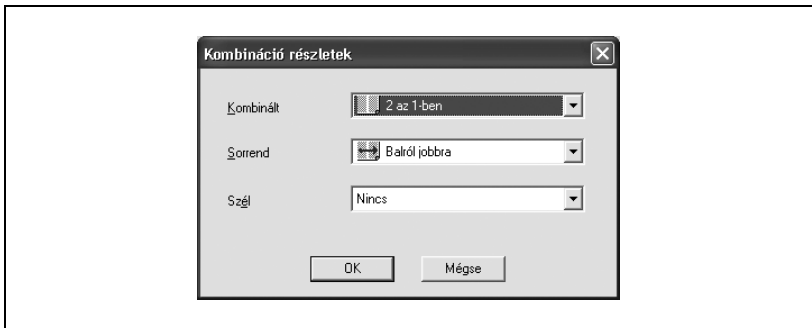 Kombináció részletek
Kombinált 2 az 1-ben
Sorrend Balról jobbra
Szél Nincs
OK Mégse